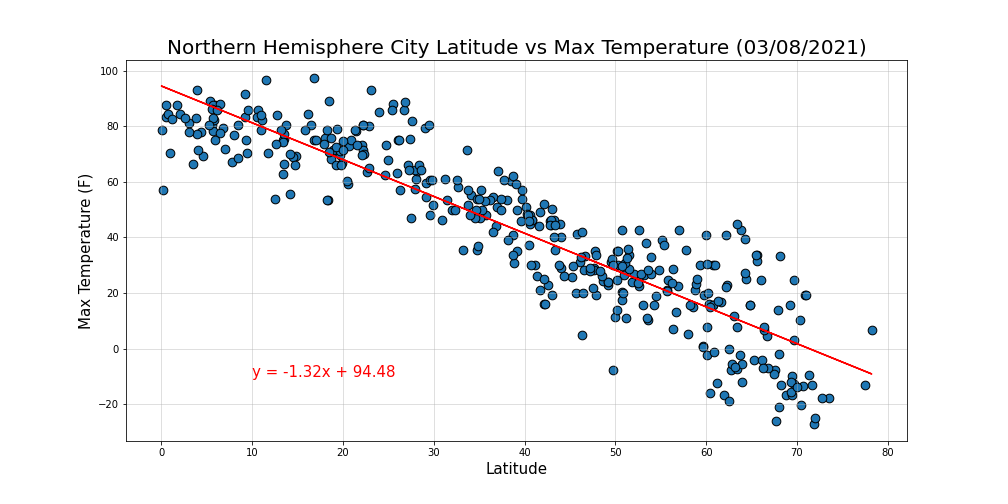 Northern Hemisphere City Latitude vs Max Temperature (03/08/2021)
100
80
60
40
20
0
−20
Max Temperature (F)
y = -1.32x + 94.48
0 10 20 30 40 50 60 70 80
Latitude